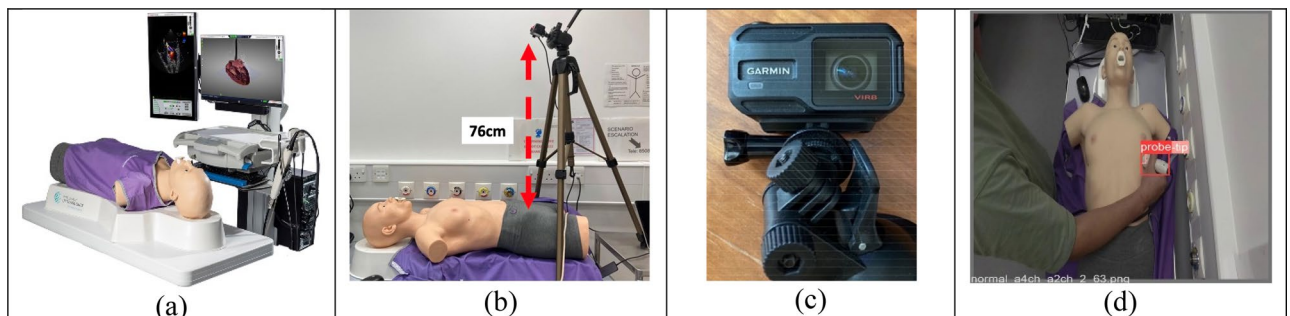 76cm
SCENARIO
ESCALATION
GARMIN
VIRB
probe-tip
normal_a4ch_a2ch_2_63.png
(a)
(b)
(c)
(d)